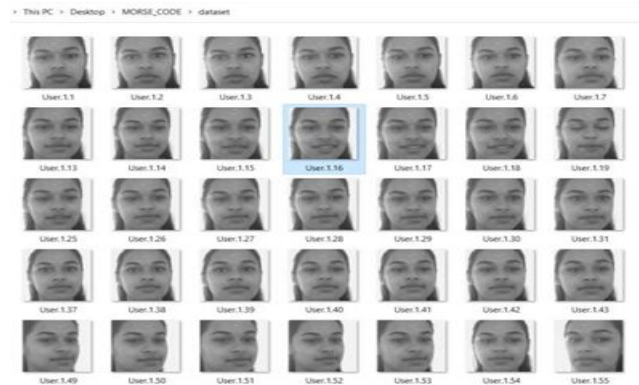 > This PC > Desktop > MORSE_CODE > dataset
User.1.1 User.1.2 User.1.3 User.1.4 User.1.5 User.1.6 User.1.7
User.1.13 User.1.14 User.1.15 User.1.16 User.1.17 User.1.18 User.1.19
User.1.25 User.1.26 User.1.27 User.1.28 User.1.29 User.1.30 User.1.31
User.1.37 User.1.38 User.1.39 User.1.40 User.1.41 User.1.42 User.1.43
User.1.49 User.1.50 User.1.51 User.1.52 User.1.53 User.1.54 User.1.55